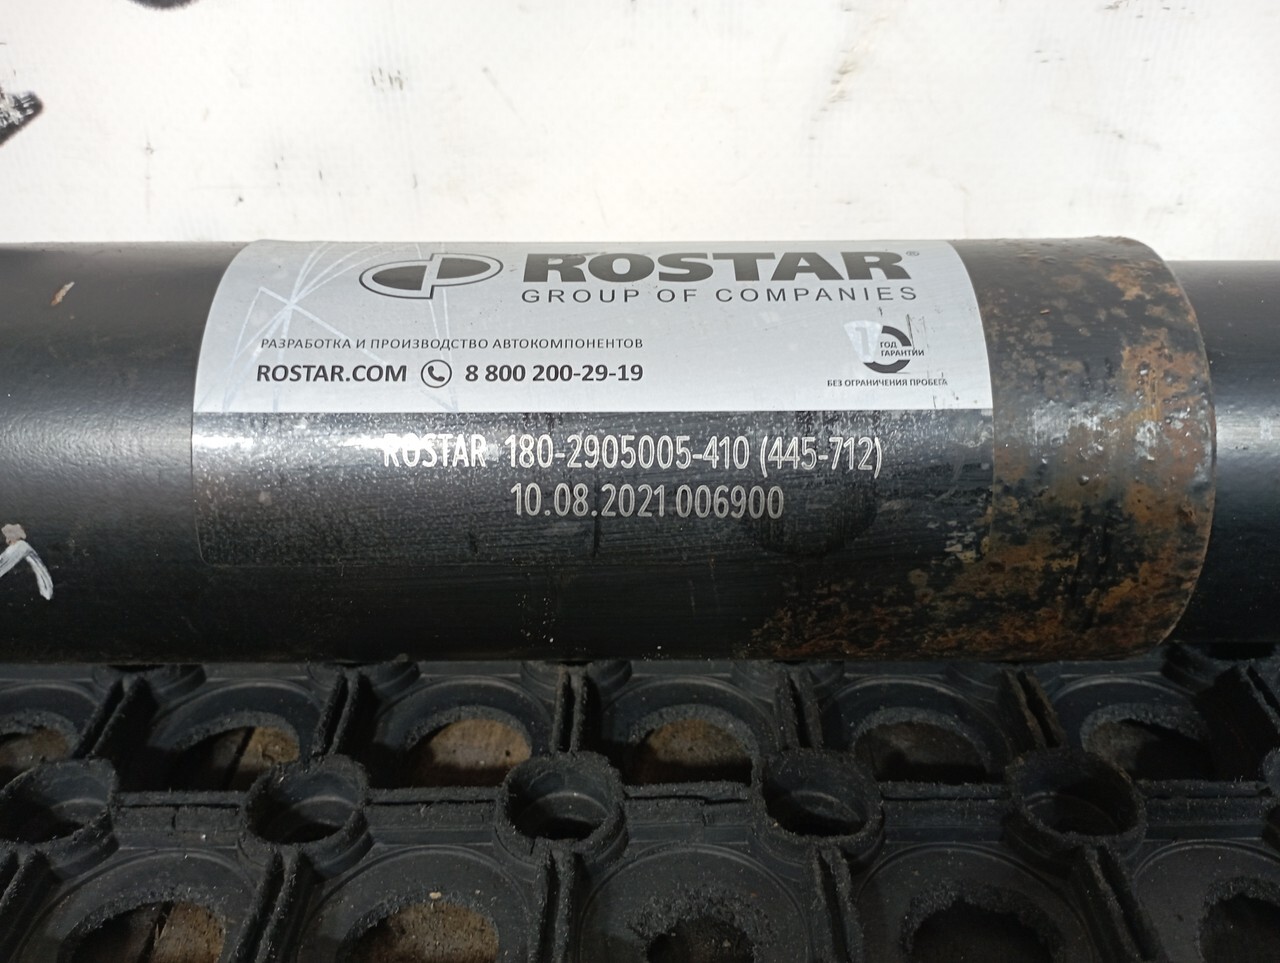 ROSTAR®
GROUP OF COMPANIES
РАЗРАБОТКА И ПРОИЗВОДСТВО АВТОКОМПОНЕНТОВ
ROSTAR.COM 8 800 200-29-19
1 ГОД
ГАРАНТИИ
БЕЗ ОГРАНИЧЕНИЯ ПРОБЕГА
ROSTAR 180-2905005-410 (445-712)
10.08.2021 006900